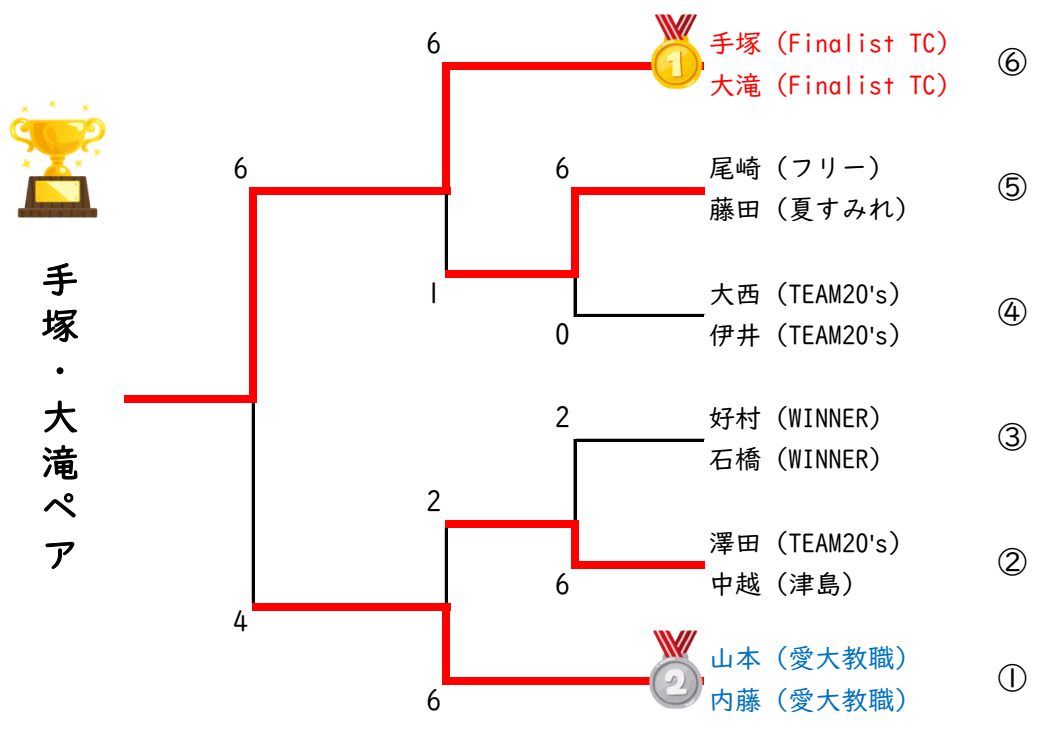 6
手塚（Finalist TC）
大滝（Finalist TC）
⑥
1
6
6
尾崎（フリー）
藤田（夏すみれ）
⑤
手塚・大滝ペア
1
0
大西（TEAM20's）
伊井（TEAM20's）
④
2
好村（WINNER）
石橋（WINNER）
③
2
6
澤田（TEAM20's）
中越（津島）
②
4
6
2
山本（愛大教職）
内藤（愛大教職）
①